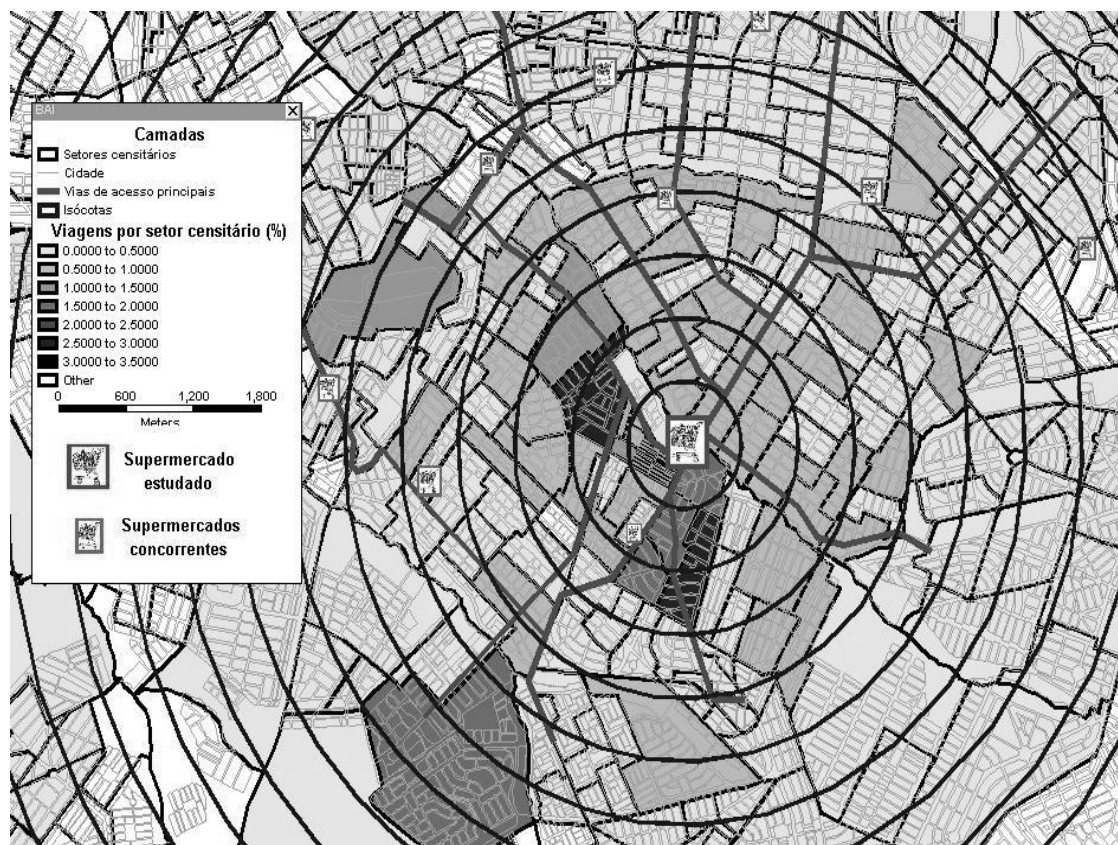 BAI
Camadas
Setores censitários
Cidade
Vias de acesso principais
Isócotas
Viagens por setor censitário (%)
0.0000 to 0.5000
0.5000 to 1.0000
1.0000 to 1.5000
1.5000 to 2.0000
2.0000 to 2.5000
2.5000 to 3.0000
3.0000 to 3.5000
Other
0 600 1,200 1,800
Meters
Supermercado
estudado
Supermercados
concorrentes